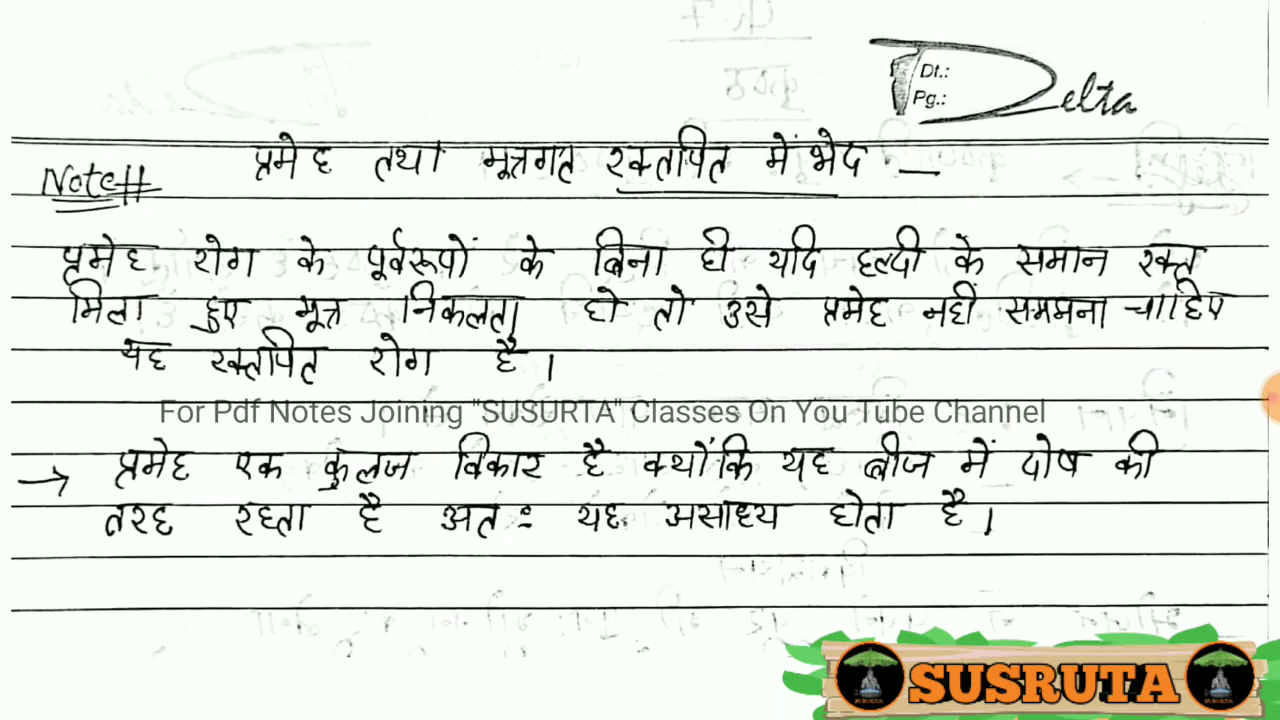 Dt.:
Pg.:
Delta
प्रमेह तथा मूत्रगत रक्तपित में भेद —
Note#
प्रमेह रोग के पूर्वरूपों के बिना ही यदि हल्दी के समान रक्त
मिला हुए मूत्र निकलता हो तो उसे प्रमेह नहीं समझना चाहिए
यह रक्तपित रोग है।
For Pdf Notes Joining "SUSURTA" Classes On You Tube Channel
→ प्रमेह एक कुलज विकार है क्योंकि यह बीज में दोष की
तरह रहता है अतः यह असाध्य होता है।
SUSRUTA